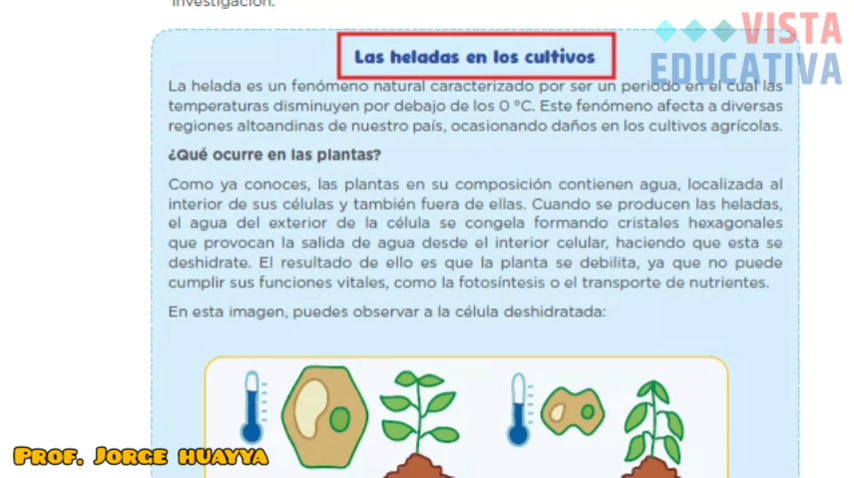 investigación.
Las heladas en los cultivos
VISTA
EDUCATIVA
La helada es un fenómeno natural caracterizado por ser un periodo en el cual las
temperaturas disminuyen por debajo de los 0 °C. Este fenómeno afecta a diversas
regiones altoandinas de nuestro país, ocasionando daños en los cultivos agrícolas.
¿Qué ocurre en las plantas?
Como ya conoces, las plantas en su composición contienen agua, localizada al
interior de sus células y también fuera de ellas. Cuando se producen las heladas,
el agua del exterior de la célula se congela formando cristales hexagonales
que provocan la salida de agua desde el interior celular, haciendo que esta se
deshidrate. El resultado de ello es que la planta se debilita, ya que no puede
cumplir sus funciones vitales, como la fotosíntesis o el transporte de nutrientes.
En esta imagen, puedes observar a la célula deshidratada:
Prof. Jorge huayya